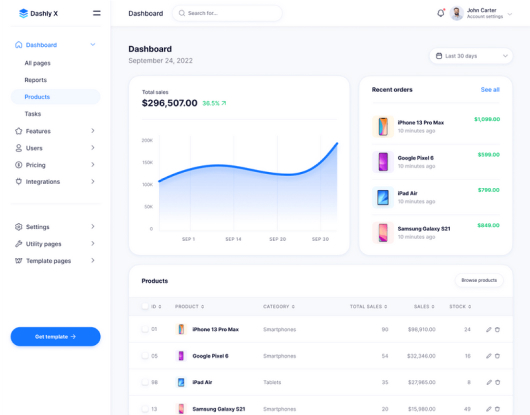 Dashly X
Dashboard
Search for...
John Carter
Account settings
Dashboard
All pages
Reports
Products
Tasks
Features
Users
Pricing
Integrations
Settings
Utility pages
Template pages
Get template →
Dashboard
September 24, 2022
Last 30 days
Total sales
$296,507.00 36.5%
200K
150K
100K
50K
0
SEP 1 SEP 14 SEP 20 SEP 30
Recent orders See all
iPhone 13 Pro Max $1,099.00
10 minutes ago
Google Pixel 6 $599.00
10 minutes ago
iPad Air $799.00
10 minutes ago
Samsung Galaxy S21 $849.00
10 minutes ago
Products Browse products
ID PRODUCT CATEGORY TOTAL SALES SALES STOCK
01 iPhone 13 Pro Max Smartphones 90 $98,910.00 24
05 Google Pixel 6 Smartphones 54 $32,346.00 16
08 iPad Air Tablets 35 $27,965.00 8
13 Samsung Galaxy S21 Smartphones 20 $15,980.00 40